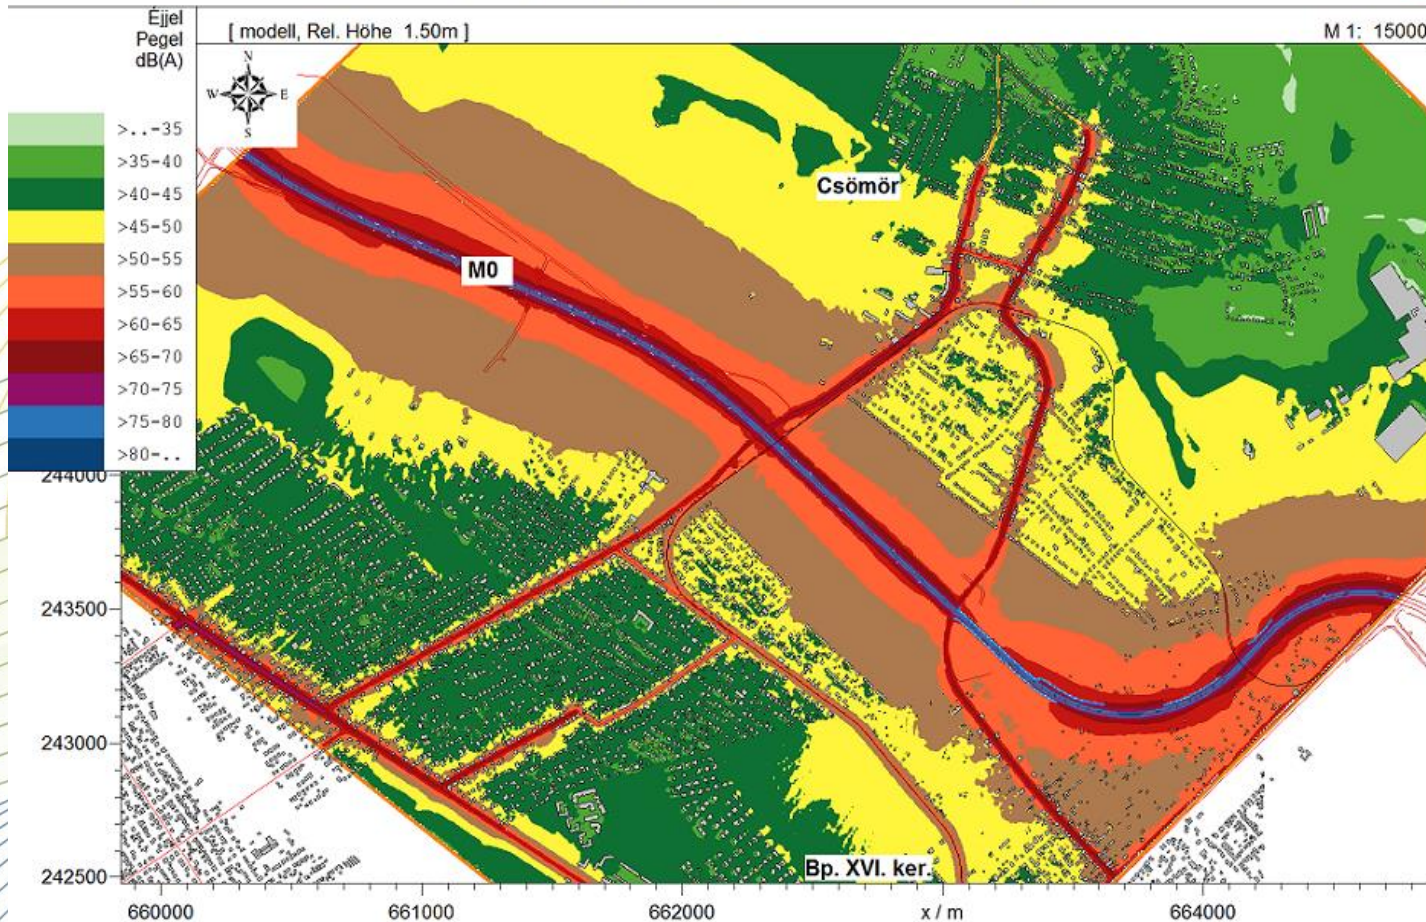 Éjjel
Pegel
dB(A)
[ modell, Rel. Höhe 1.50m ]
M 1: 15000
N
W E
S
>..-35
>35-40
>40-45
>45-50
>50-55
>55-60
>60-65
>65-70
>70-75
>75-80
>80-..
Csömör
M0
244000
243500
243000
242500
Bp. XVI. ker.
660000 661000 662000 x / m 664000